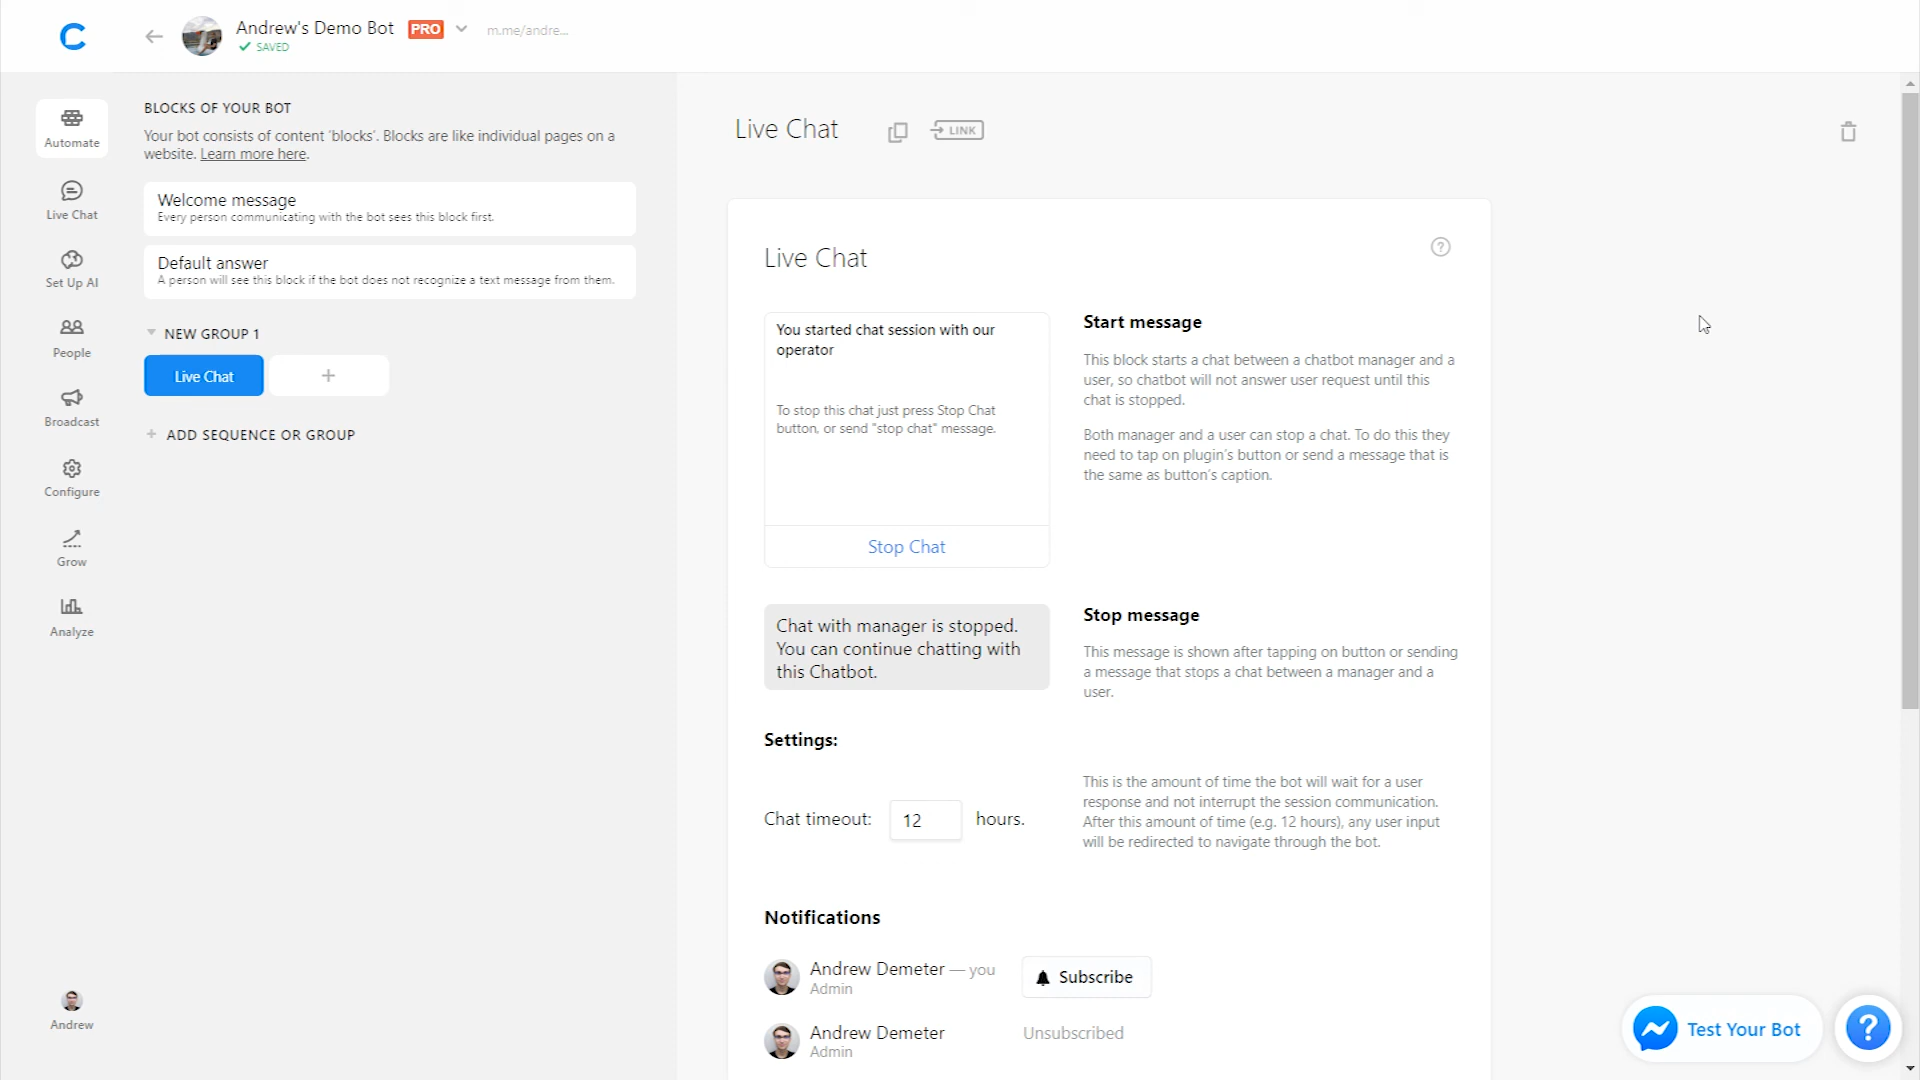 Andrew's Demo Bot PRO m.me/andre...
SAVED
Automate
Live Chat
Set Up AI
People
Broadcast
Configure
Grow
Analyze
Andrew
BLOCKS OF YOUR BOT
Your bot consists of content 'blocks'. Blocks are like individual pages on a
website. Learn more here.
Welcome message
Every person communicating with the bot sees this block first.
Default answer
A person will see this block if the bot does not recognize a text message from them.
NEW GROUP 1
Live Chat +
+ ADD SEQUENCE OR GROUP
Live Chat LINK
Live Chat ?
You started chat session with our
operator
To stop this chat just press Stop Chat
button, or send "stop chat" message.
Stop Chat
Start message
This block starts a chat between a chatbot manager and a
user, so chatbot will not answer user request until this
chat is stopped.
Both manager and a user can stop a chat. To do this they
need to tap on plugin's button or send a message that is
the same as button's caption.
Chat with manager is stopped.
You can continue chatting with
this Chatbot.
Stop message
This message is shown after tapping on button or sending
a message that stops a chat between a manager and a
user.
Settings:
Chat timeout: 12 hours.
This is the amount of time the bot will wait for a user
response and not interrupt the session communication.
After this amount of time (e.g. 12 hours), any user input
will be redirected to navigate through the bot.
Notifications
Andrew Demeter — you
Admin
Subscribe
Andrew Demeter
Admin
Unsubscribed
Test Your Bot ?